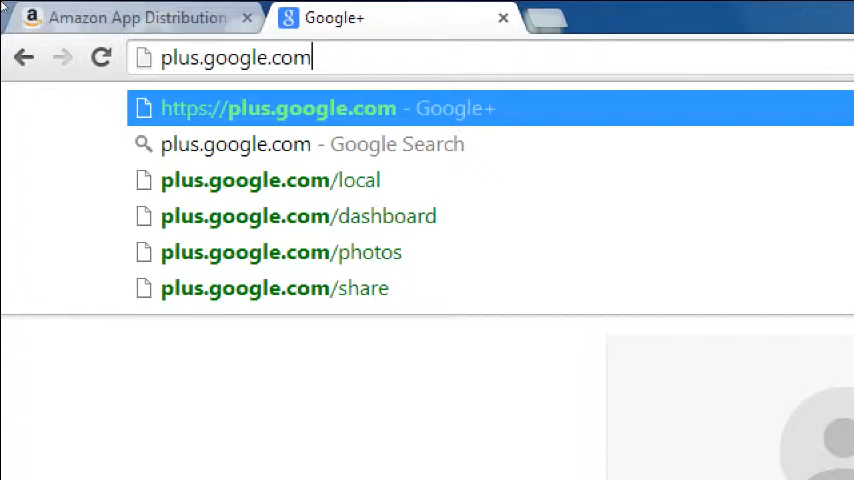 Amazon App Distribution
Google+
plus.google.com
https://plus.google.com - Google+
plus.google.com - Google Search
plus.google.com/local
plus.google.com/dashboard
plus.google.com/photos
plus.google.com/share